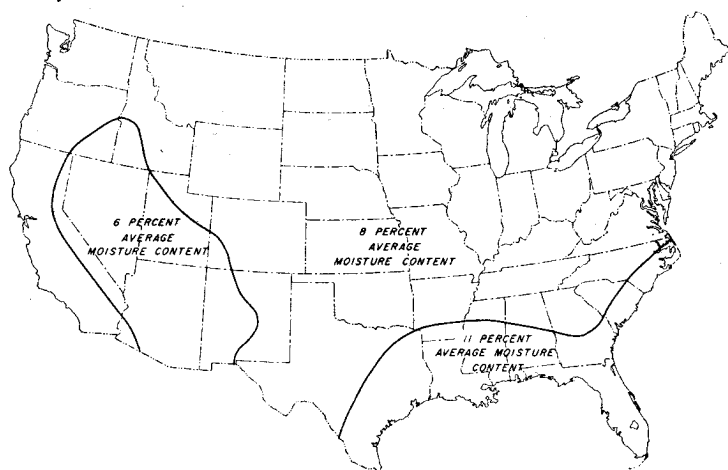 6 PERCENT
AVERAGE
MOISTURE CONTENT
8 PERCENT
AVERAGE
MOISTURE CONTENT
11 PERCENT
AVERAGE MOISTURE
CONTENT